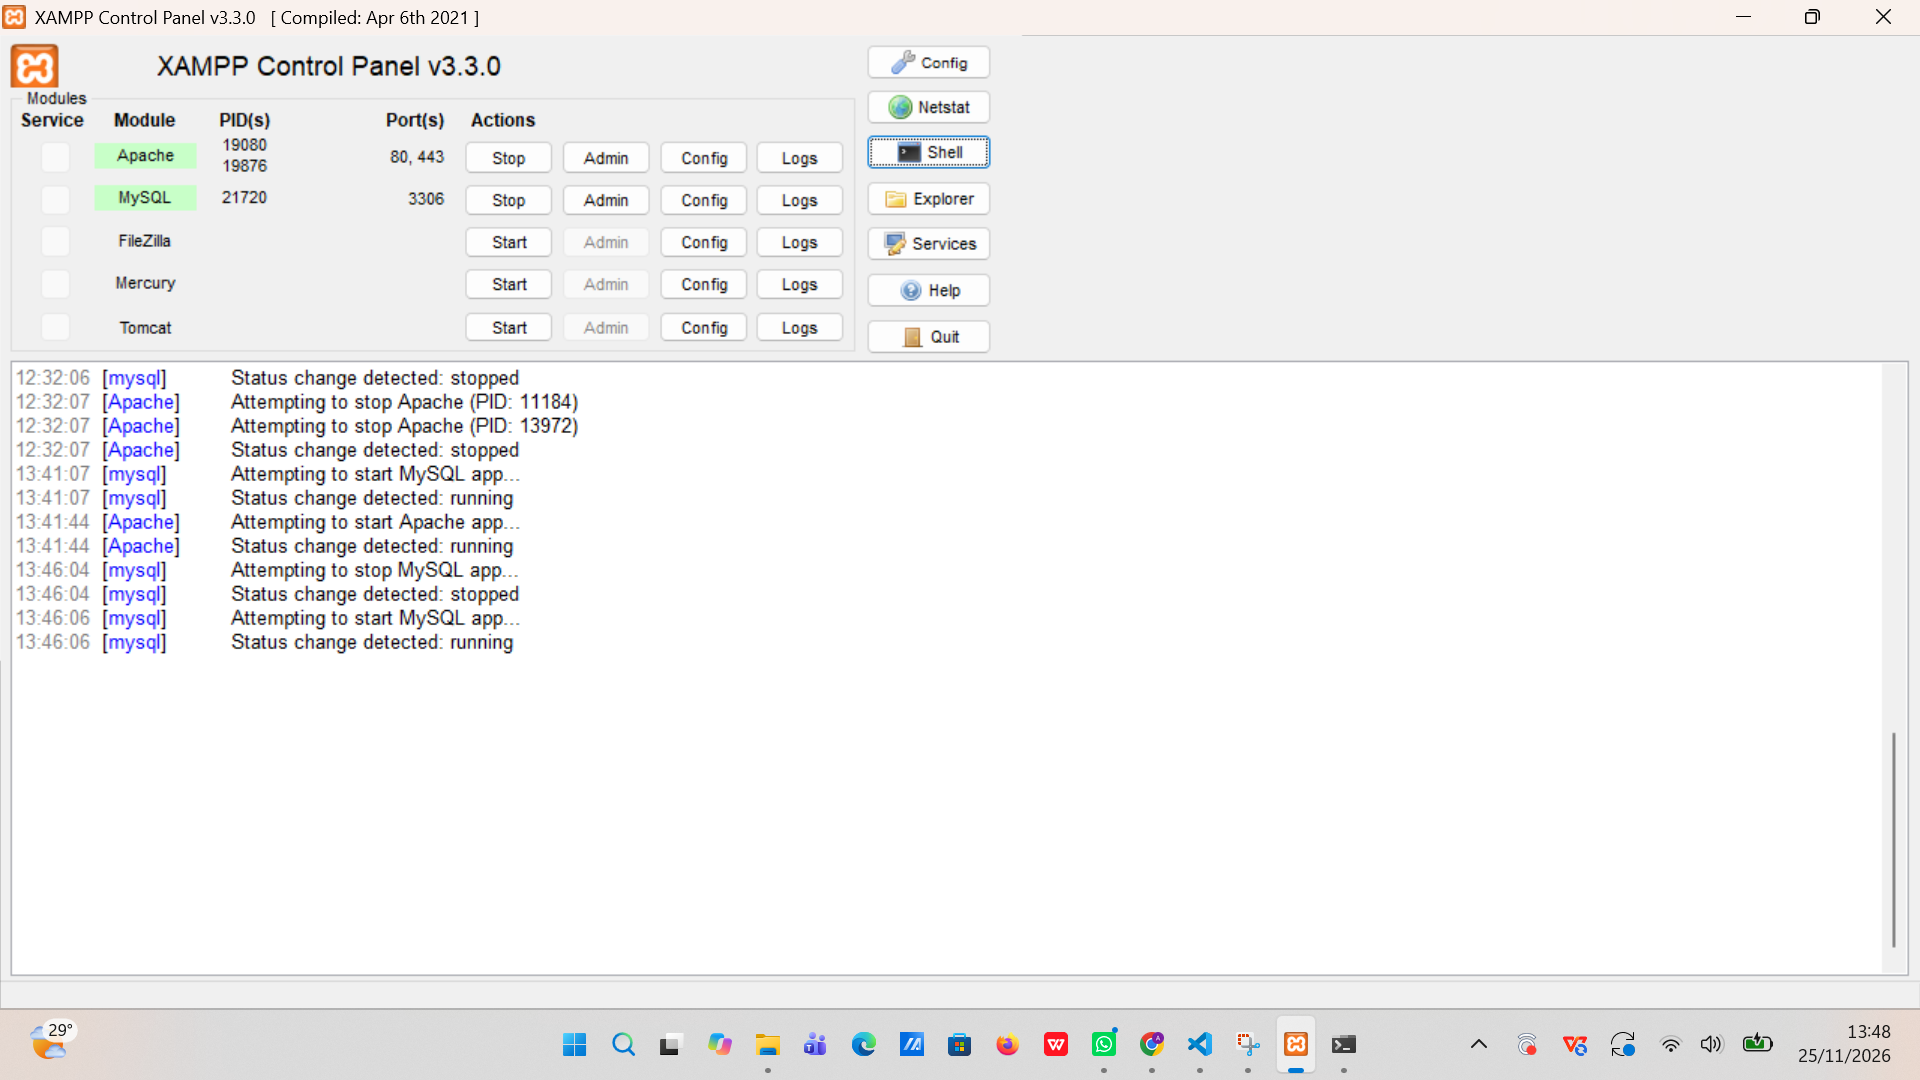 XAMPP Control Panel v3.3.0 [ Compiled: Apr 6th 2021 ]
XAMPP Control Panel v3.3.0
Config
Modules
Service Module PID(s) Port(s) Actions
Netstat
Apache 19080 19876 80, 443 Stop Admin Config Logs
Shell
MySQL 21720 3306 Stop Admin Config Logs
Explorer
FileZilla Start Admin Config Logs
Services
Mercury Start Admin Config Logs
Help
Tomcat Start Admin Config Logs
Quit
12:32:06 [mysql] Status change detected: stopped
12:32:07 [Apache] Attempting to stop Apache (PID: 11184)
12:32:07 [Apache] Attempting to stop Apache (PID: 13972)
12:32:07 [Apache] Status change detected: stopped
13:41:07 [mysql] Attempting to start MySQL app...
13:41:07 [mysql] Status change detected: running
13:41:44 [Apache] Attempting to start Apache app...
13:41:44 [Apache] Status change detected: running
13:46:04 [mysql] Attempting to stop MySQL app...
13:46:04 [mysql] Status change detected: stopped
13:46:06 [mysql] Attempting to start MySQL app...
13:46:06 [mysql] Status change detected: running
29°
13:48
25/11/2026